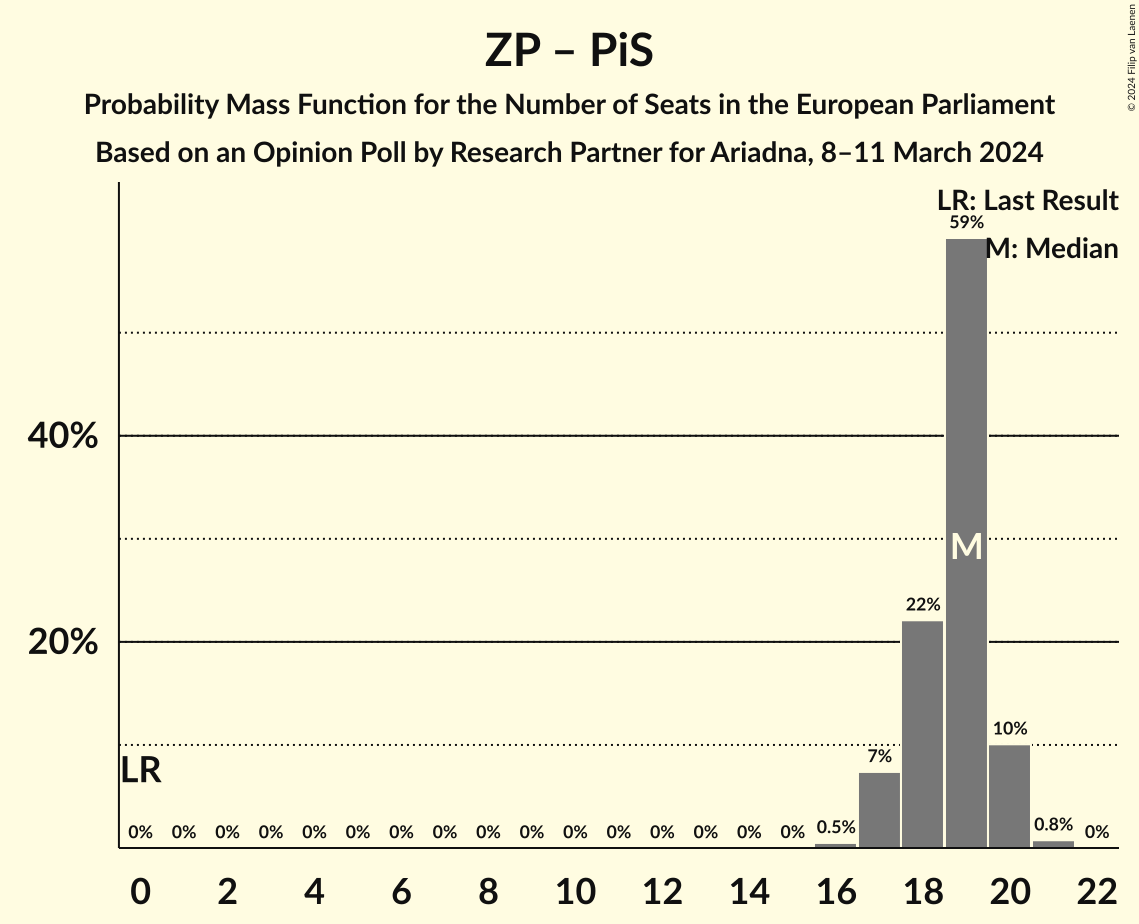 ZP – PiS
Probability Mass Function for the Number of Seats in the European Parliament
Based on an Opinion Poll by Research Partner for Ariadna, 8–11 March 2024
© 2024 Filip van Laenen
LR: Last Result
59%
M: Median
40%
M
22%
20%
10%
7%
LR
0% 0% 0% 0% 0% 0% 0% 0% 0% 0% 0% 0% 0% 0% 0% 0% 0.5% 0.8% 0%
0 2 4 6 8 10 12 14 16 18 20 22